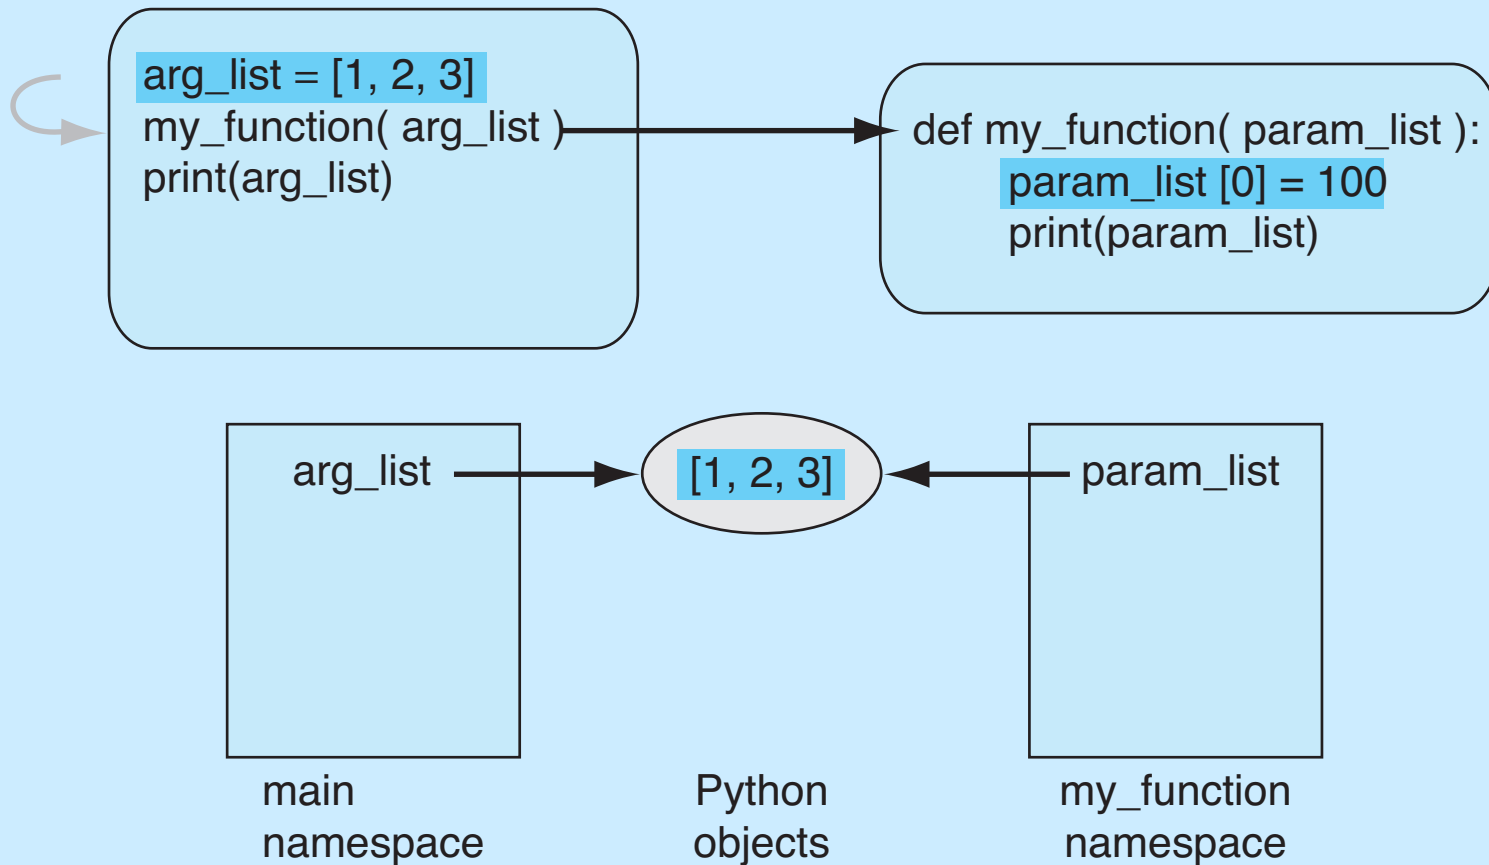 arg_list = [1, 2, 3]
my_function( arg_list )
print(arg_list)
def my_function( param_list ):
param_list [0] = 100
print(param_list)
arg_list
[1, 2, 3]
param_list
main
namespace
Python
objects
my_function
namespace